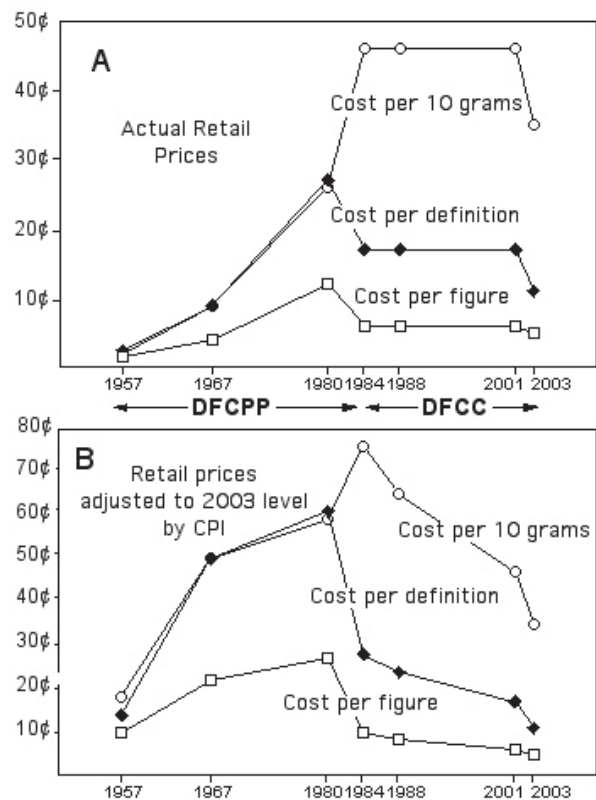 50¢
A
40¢
Cost per 10 grams
Actual Retail
Prices
30¢
20¢
Cost per definition
10¢
Cost per figure
1957 1967 1980 1984 1988 2001 2003
DFCPP DFCC
80¢
B
70¢
Retail prices
adjusted to 2003 level
by CPI
60¢
Cost per 10 grams
50¢
40¢
Cost per definition
30¢
20¢
Cost per figure
10¢
1957 1967 1980 1984 1988 2001 2003